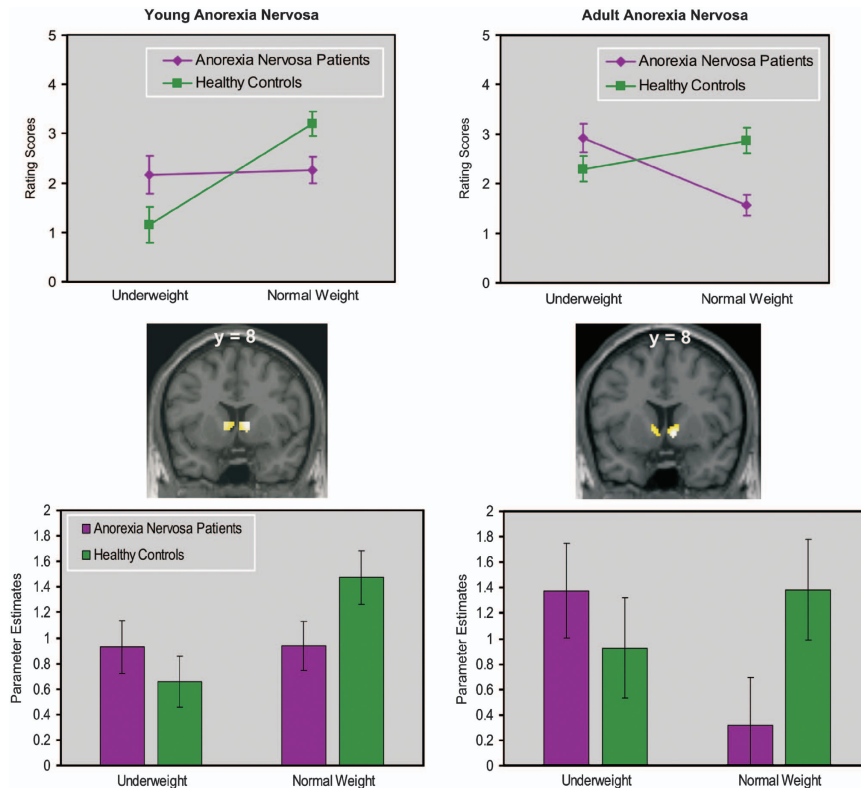 Young Anorexia Nervosa
5
4
3
2
1
0
Rating Scores
Anorexia Nervosa Patients
Healthy Controls
Underweight
Normal Weight
Adult Anorexia Nervosa
5
4
3
2
1
0
Rating Scores
Anorexia Nervosa Patients
Healthy Controls
Underweight
Normal Weight
y = 8
y = 8
2
1.8
1.6
1.4
1.2
1
0.8
0.6
0.4
0.2
0
Parameter Estimates
Anorexia Nervosa Patients
Healthy Controls
Underweight
Normal Weight
2
1.8
1.6
1.4
1.2
1
0.8
0.6
0.4
0.2
0
Parameter Estimates
Underweight
Normal Weight